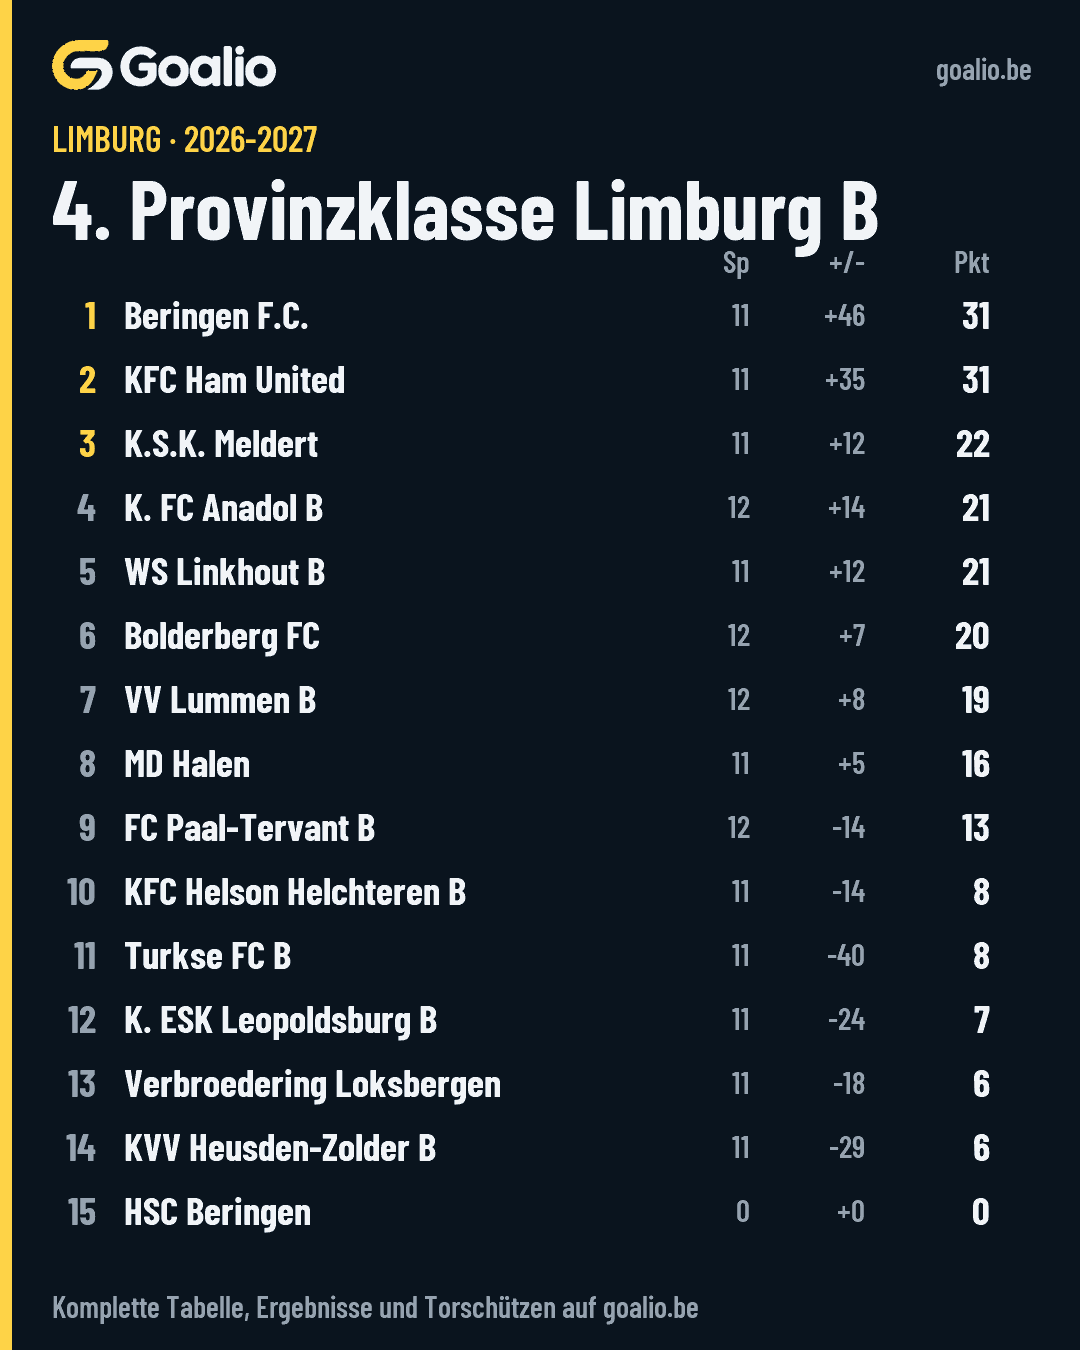 Goalio
goalio.be
LIMBURG · 2026-2027
4. Provinzklasse Limburg B
Sp +/- Pkt
1 Beringen F.C. 11 +46 31
2 KFC Ham United 11 +35 31
3 K.S.K. Meldert 11 +12 22
4 K. FC Anadol B 12 +14 21
5 WS Linkhout B 11 +12 21
6 Bolderberg FC 12 +7 20
7 VV Lummen B 12 +8 19
8 MD Halen 11 +5 16
9 FC Paal-Tervant B 12 -14 13
10 KFC Helson Helchteren B 11 -14 8
11 Turkse FC B 11 -40 8
12 K. ESK Leopoldsburg B 11 -24 7
13 Verbroedering Loksbergen 11 -18 6
14 KVV Heusden-Zolder B 11 -29 6
15 HSC Beringen 0 +0 0
Komplette Tabelle, Ergebnisse und Torschützen auf goalio.be